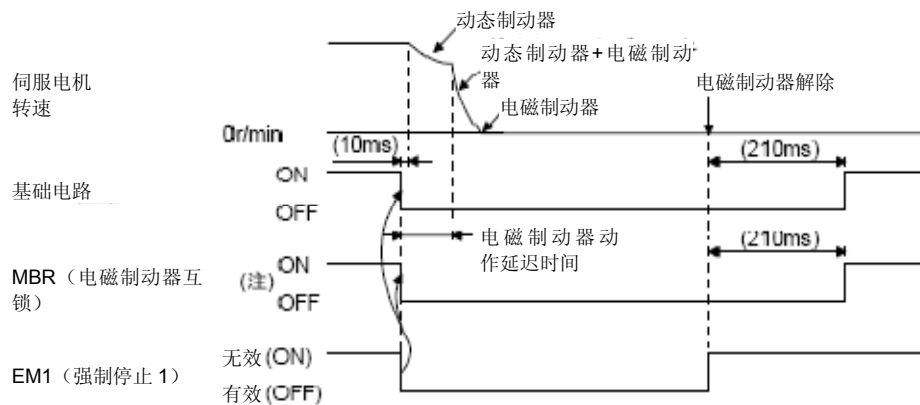 动态制动器
动态制动器+电磁制动
器
伺服电机
转速
电磁制动器解除
电磁制动器
0r/min
(10ms)
(210ms)
基础电路
ON
OFF
电磁制动器动
作延迟时间
(210ms)
MBR（电磁制动器互
锁）
(注)
ON
OFF
EM1（强制停止 1）
无效(ON)
有效(OFF)